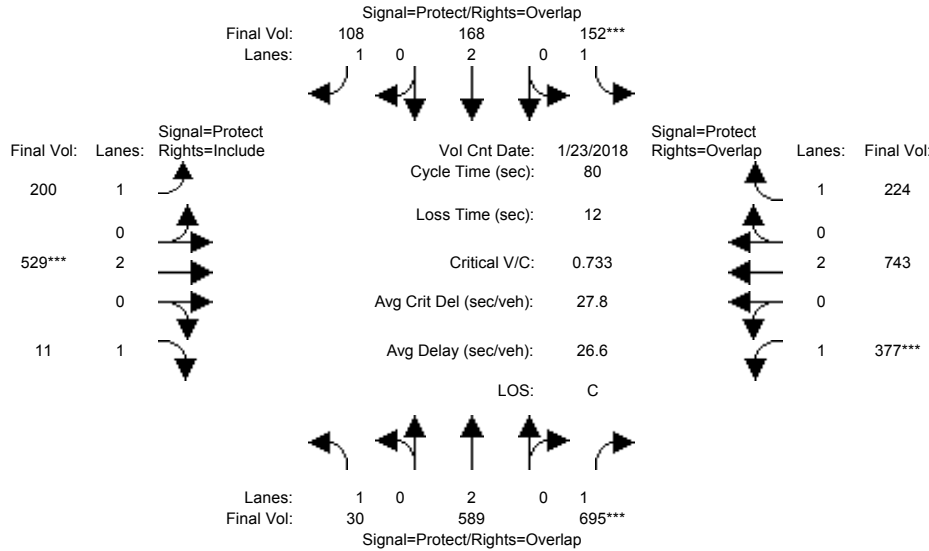 Signal=Protect/Rights=Overlap
Final Vol: 108 168 152***
Lanes: 1 0 2 0 1
Signal=Protect Signal=Protect
Final Vol: Lanes: Rights=Include Vol Cnt Date: 1/23/2018 Rights=Overlap Lanes: Final Vol:
Cycle Time (sec): 80
200 1 1 224
Loss Time (sec): 12
0 0
529*** 2 Critical V/C: 0.733 2 743
0 Avg Crit Del (sec/veh): 27.8 0
11 1 Avg Delay (sec/veh): 26.6 1 377***
LOS: C
Lanes: 1 0 2 0 1
Final Vol: 30 589 695***
Signal=Protect/Rights=Overlap